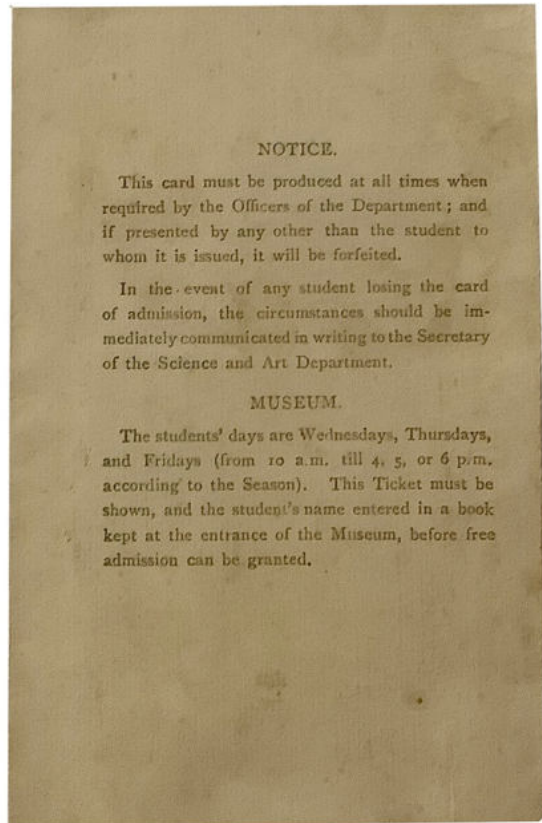 NOTICE.
This card must be produced at all times when
required by the Officers of the Department; and
if presented by any other than the student to
whom it is issued, it will be forfeited.
In the event of any student losing the card
of admission, the circumstances should be im-
mediately communicated in writing to the Secretary
of the Science and Art Department.
MUSEUM.
The students' days are Wednesdays, Thursdays,
and Fridays (from 10 a.m. till 4, 5, or 6 p.m.
according to the Season). This Ticket must be
shown, and the student's name entered in a book
kept at the entrance of the Museum, before free
admission can be granted.